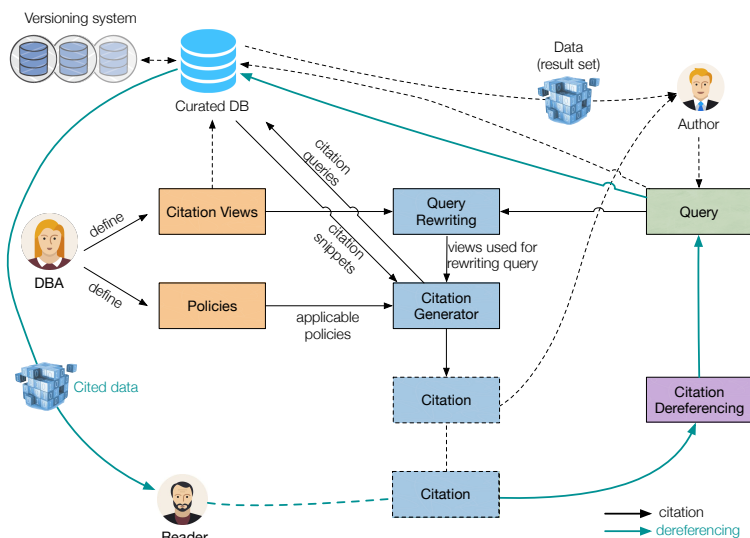 Versioning system
Data
(result set)
Curated DB
Author
citation
queries
define
Citation Views
Query
Rewriting
Query
citation
snippets
views used for
rewriting query
DBA
define
Policies
applicable
policies
Citation
Generator
Cited data
Citation
Citation
Dereferencing
Citation
Reader
citation
dereferencing